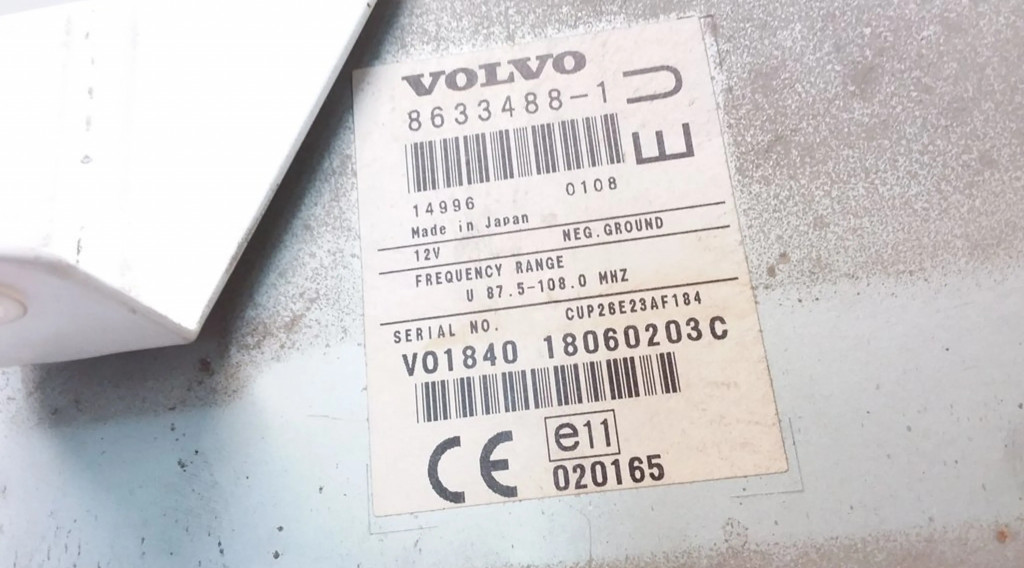 VOLVO
8633488-1
EU
14996 0108
Made in Japan
12V NEG.GROUND
FREQUENCY RANGE
U 87.5-108.0 MHZ
SERIAL NO. CUP26E23AF184
V01840 18060203C
CE e11
020165